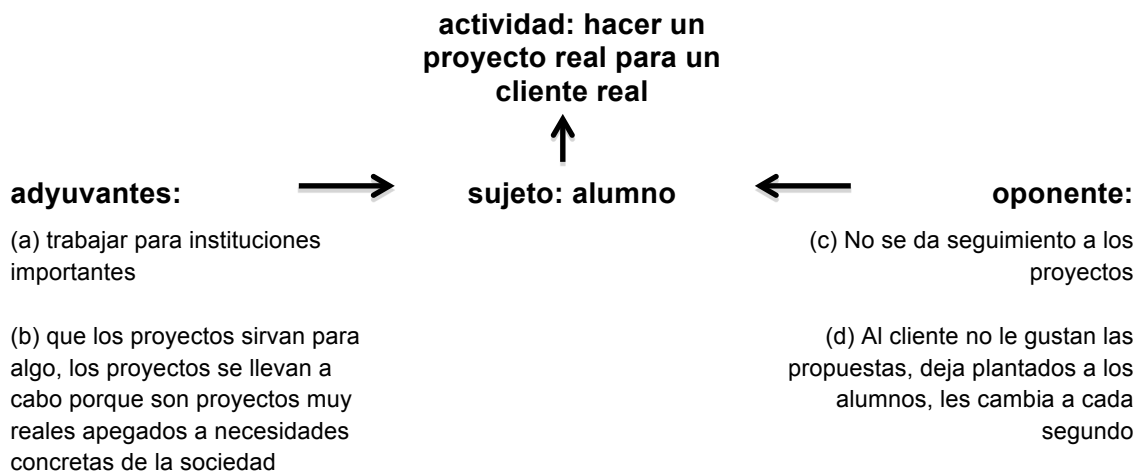 actividad: hacer un
proyecto real para un
cliente real
adyuvantes:
sujeto: alumno
oponente:
(a) trabajar para instituciones
importantes
(b) que los proyectos sirvan para
algo, los proyectos se llevan a
cabo porque son proyectos muy
reales apegados a necesidades
concretas de la sociedad
(c) No se da seguimiento a los
proyectos
(d) Al cliente no le gustan las
propuestas, deja plantados a los
alumnos, les cambia a cada
segundo